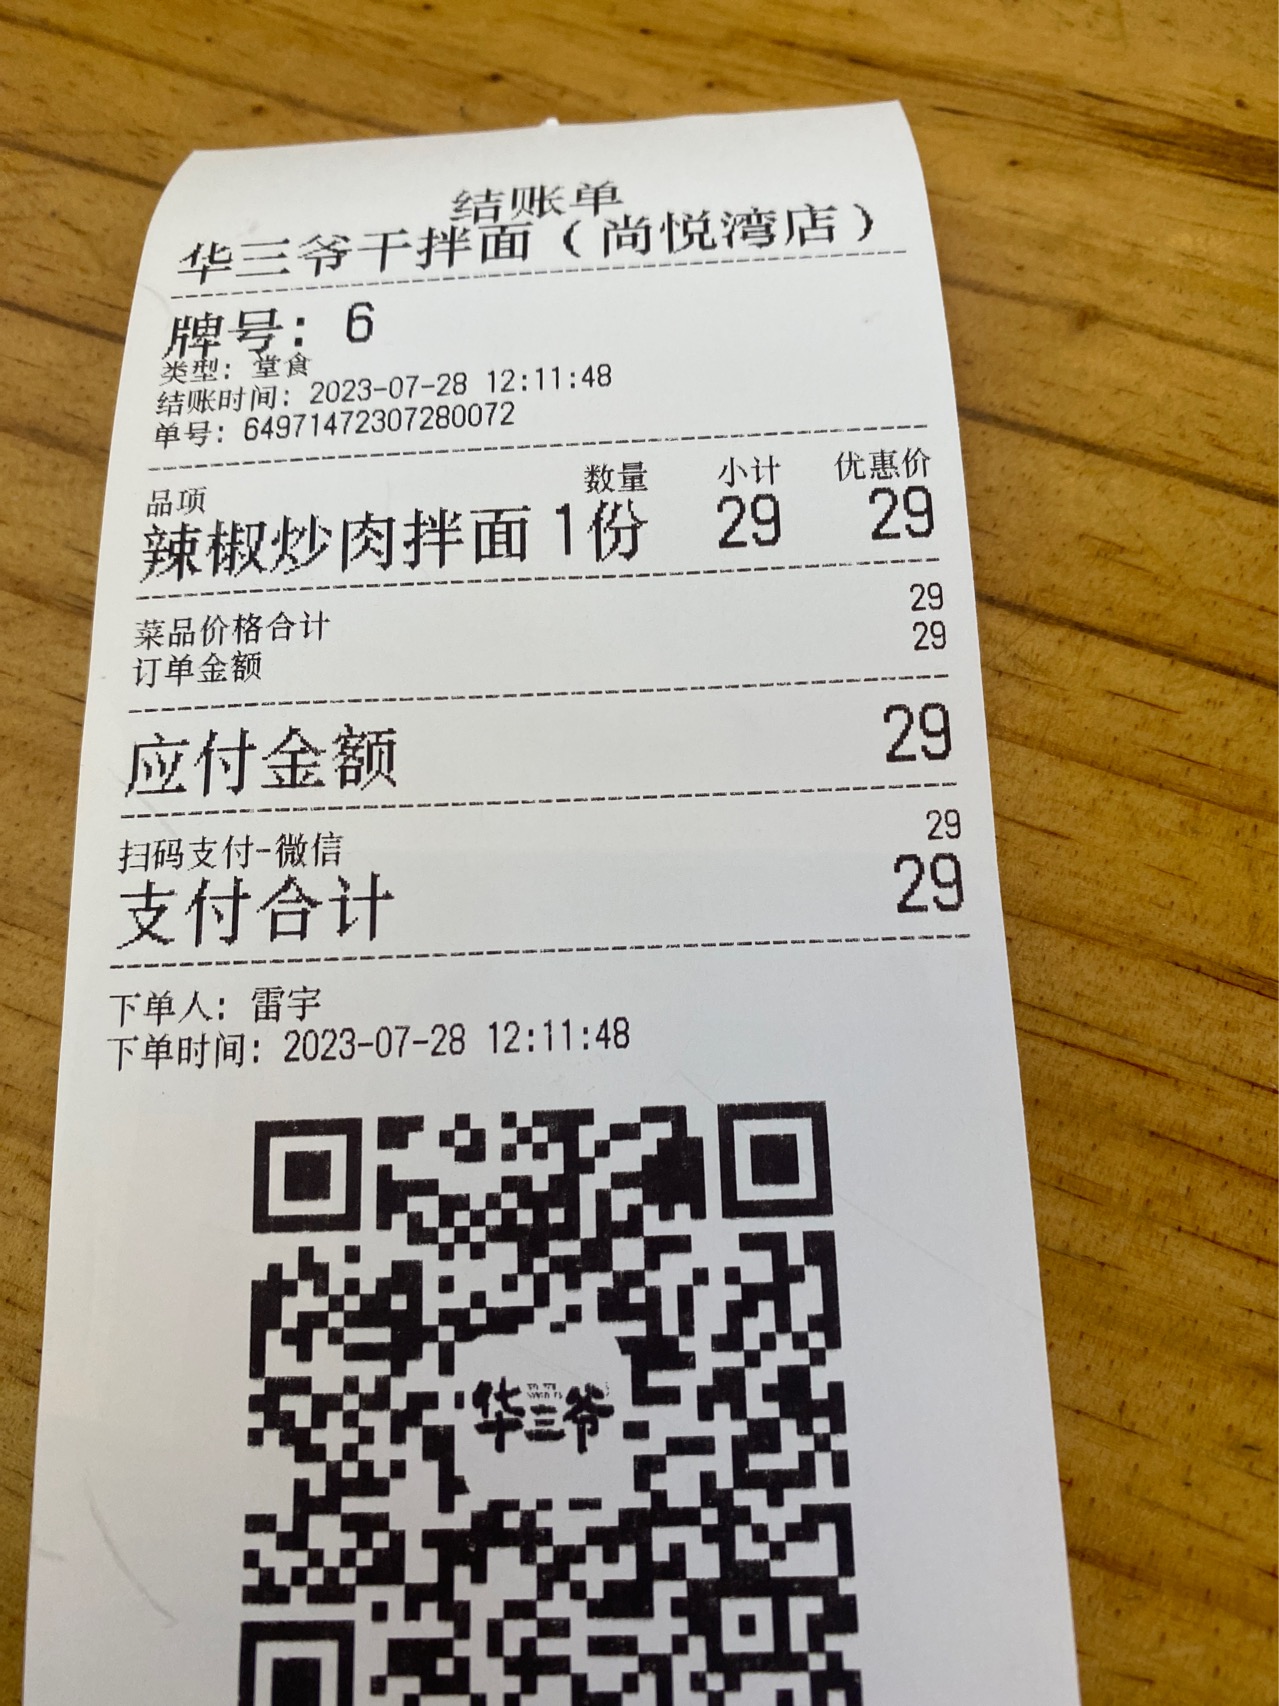 结账单
华三爷干拌面（尚悦湾店）
牌号：6
类型：堂食
结账时间：2023-07-28 12:11:48
单号：64971472307280072
品项 数量 小计 优惠价
辣椒炒肉拌面 1份 29 29
菜品价格合计 29
订单金额 29
应付金额 29
扫码支付-微信 29
支付合计 29
下单人：雷宇
下单时间：2023-07-28 12:11:48
华三爷